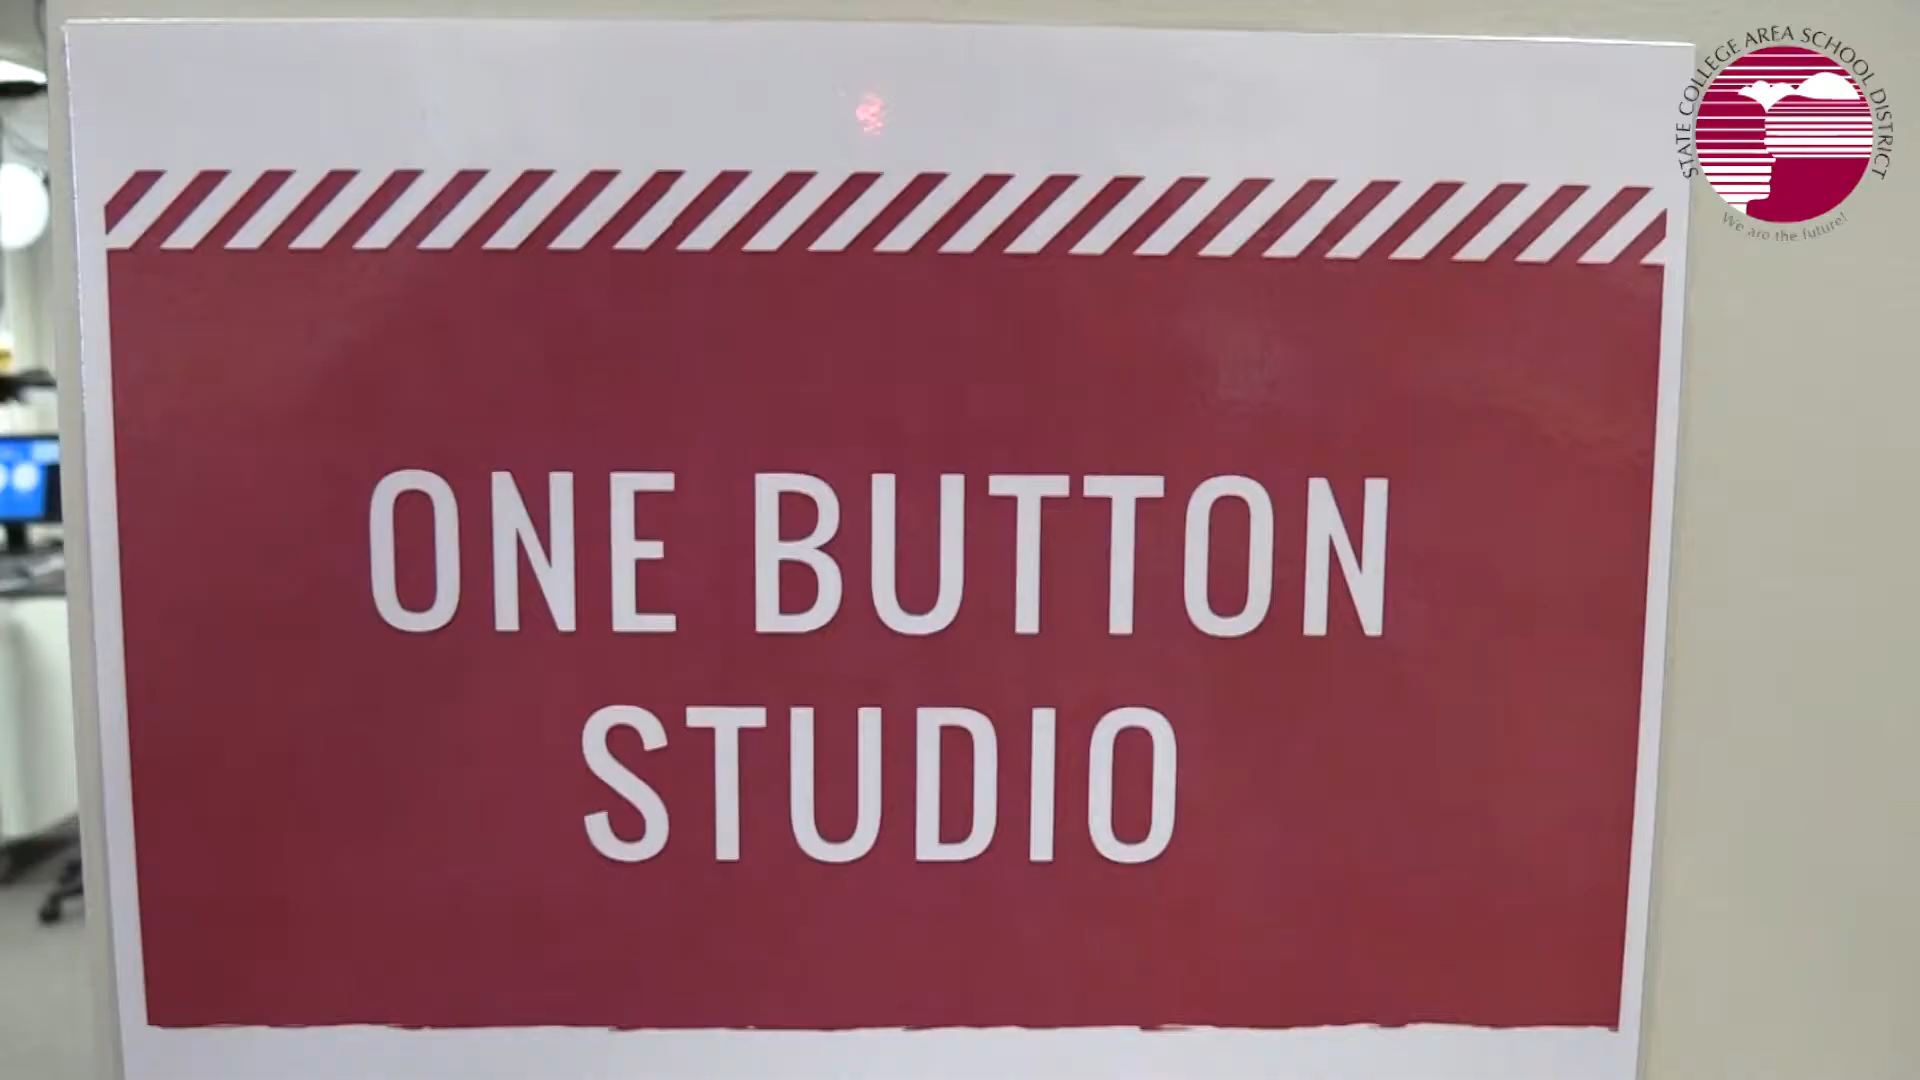 STATE COLLEGE AREA SCHOOL DISTRICT
We are the future!
ONE BUTTON
STUDIO